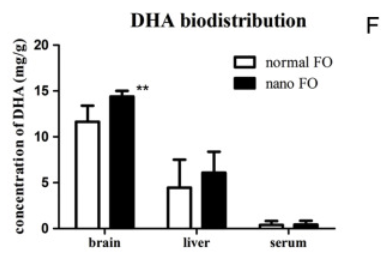 DHA biodistribution
F
concentration of DHA (mg/g)
20
15
10
5
0
normal FO
nano FO
**
brain
liver
serum